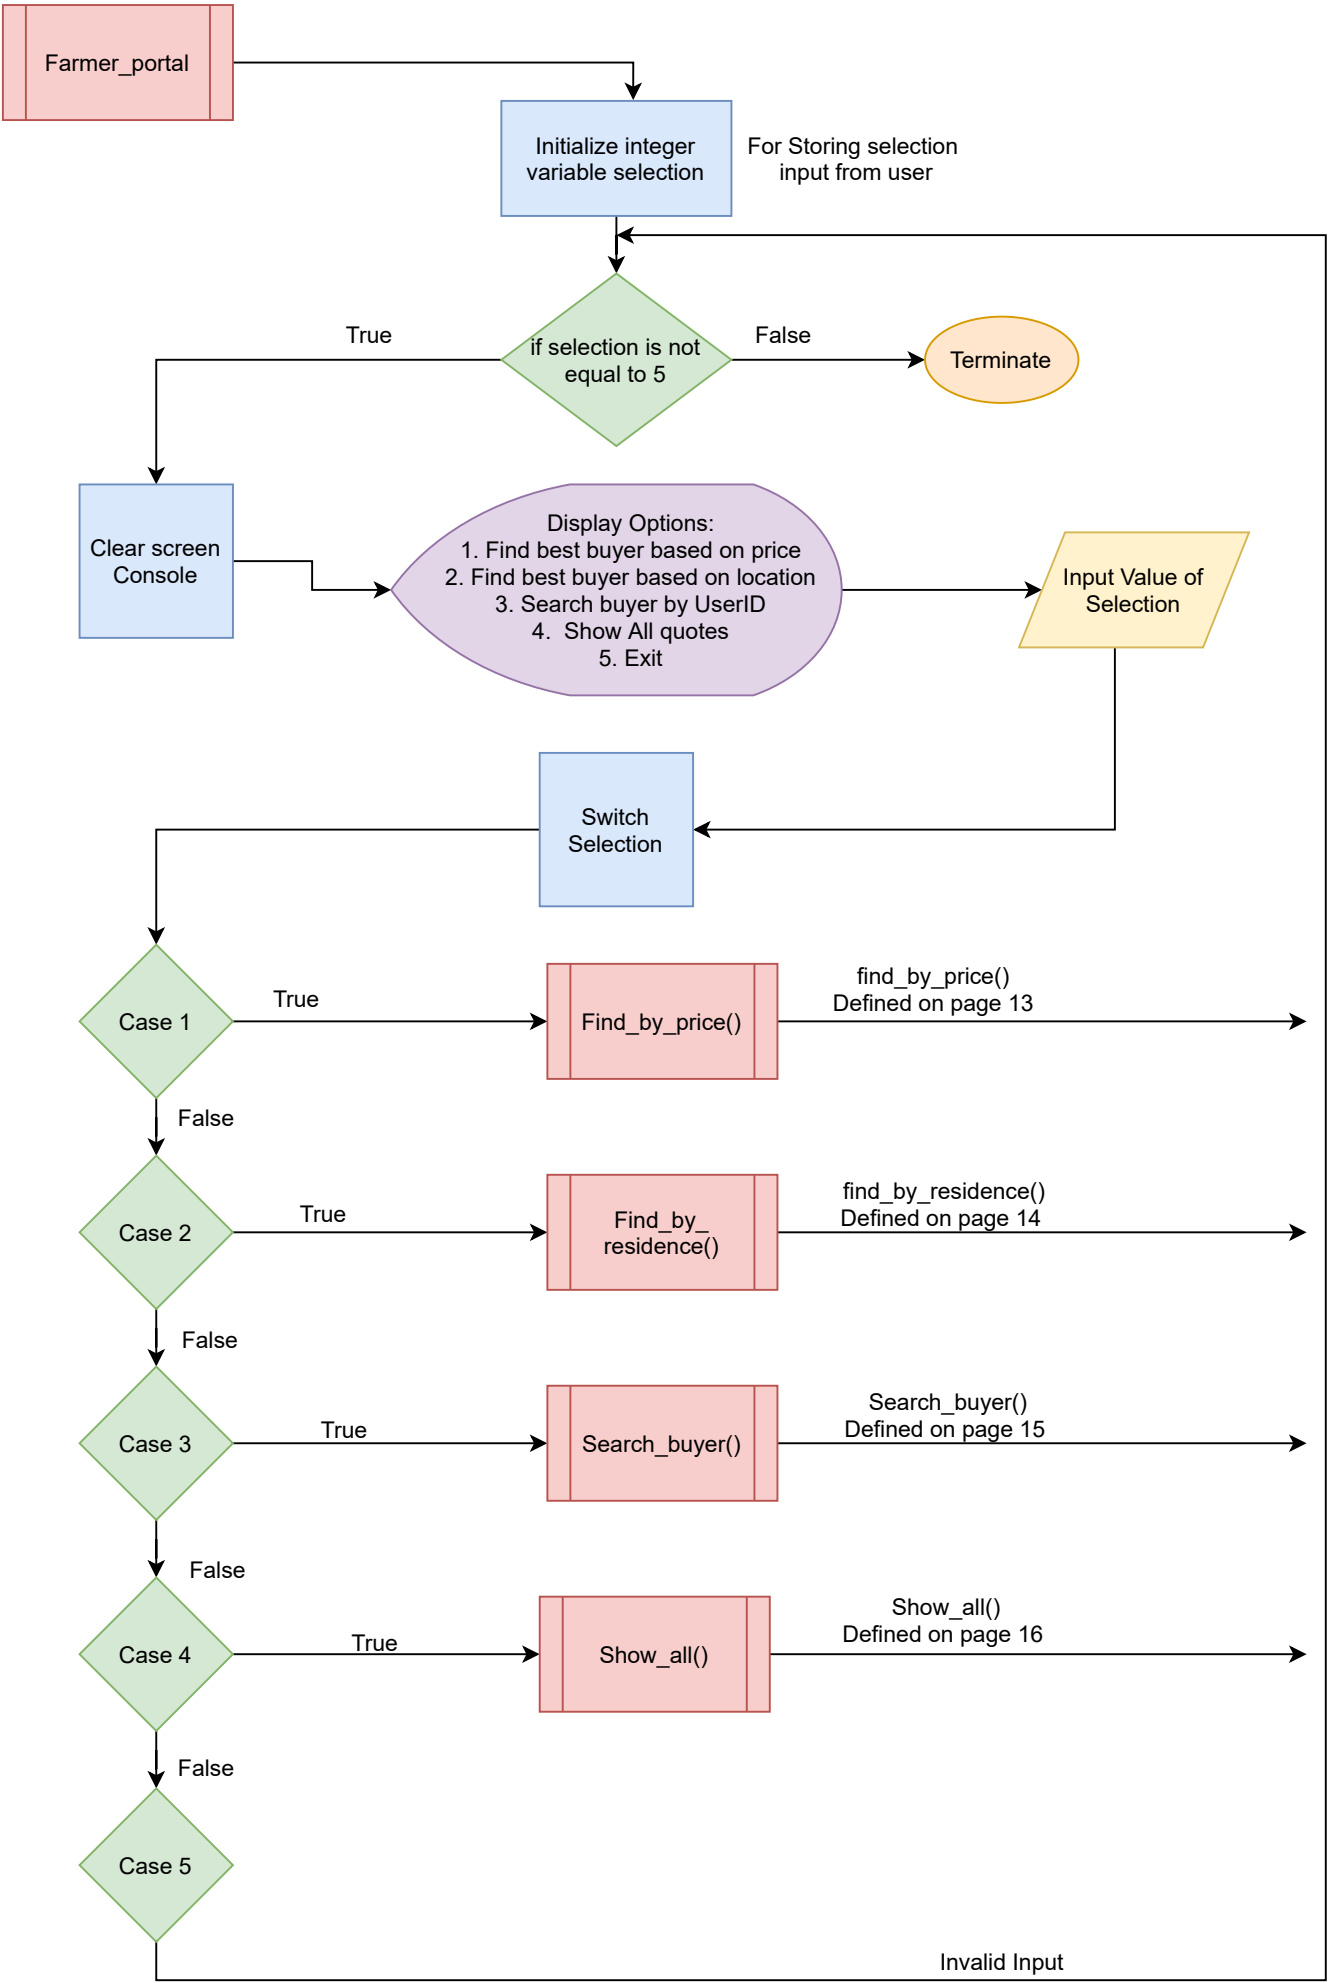 Farmer_portal
Initialize integer
variable selection
For Storing selection
input from user
if selection is not
equal to 5
True
False
Terminate
Clear screen
Console
Display Options:
1. Find best buyer based on price
2. Find best buyer based on location
3. Search buyer by UserID
4.  Show All quotes
5. Exit
Input Value of
Selection
Switch
Selection
Case 1
True
Find_by_price()
find_by_price()
Defined on page 13
False
Case 2
True
Find_by_
residence()
find_by_residence()
Defined on page 14
False
Case 3
True
Search_buyer()
Search_buyer()
Defined on page 15
False
Case 4
True
Show_all()
Show_all()
Defined on page 16
False
Case 5
Invalid Input